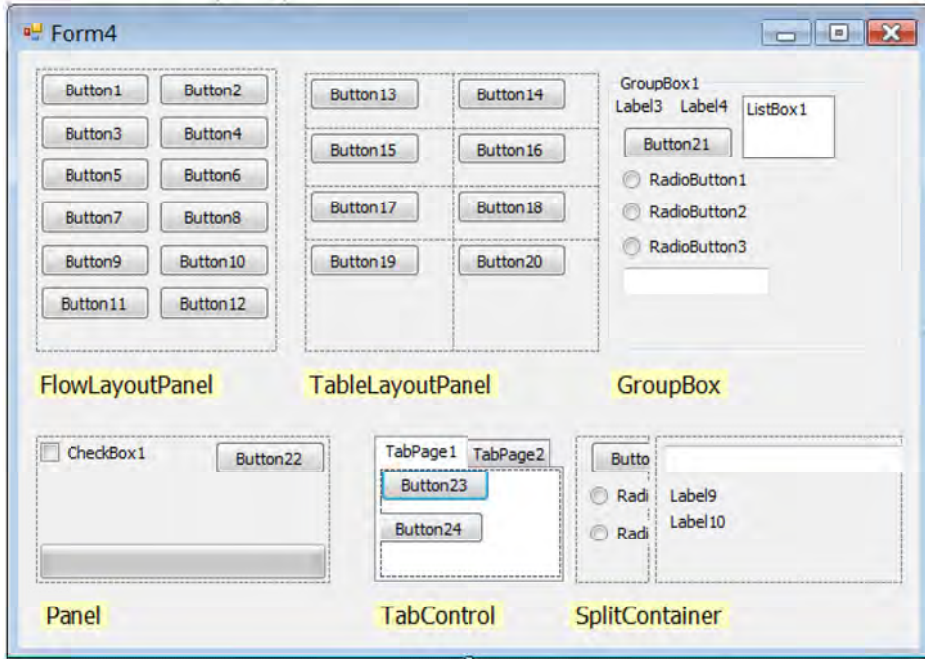 Form4
Button1 Button2
Button3 Button4
Button5 Button6
Button7 Button8
Button9 Button10
Button11 Button12
FlowLayoutPanel
Button13 Button14
Button15 Button16
Button17 Button18
Button19 Button20
TableLayoutPanel
GroupBox1
Label3 Label4 ListBox1
Button21
RadioButton1
RadioButton2
RadioButton3
GroupBox
CheckBox1 Button22
Panel
TabPage1 TabPage2
Button23
Button24
TabControl
Butto
Radi Label9
Radi Label10
SplitContainer